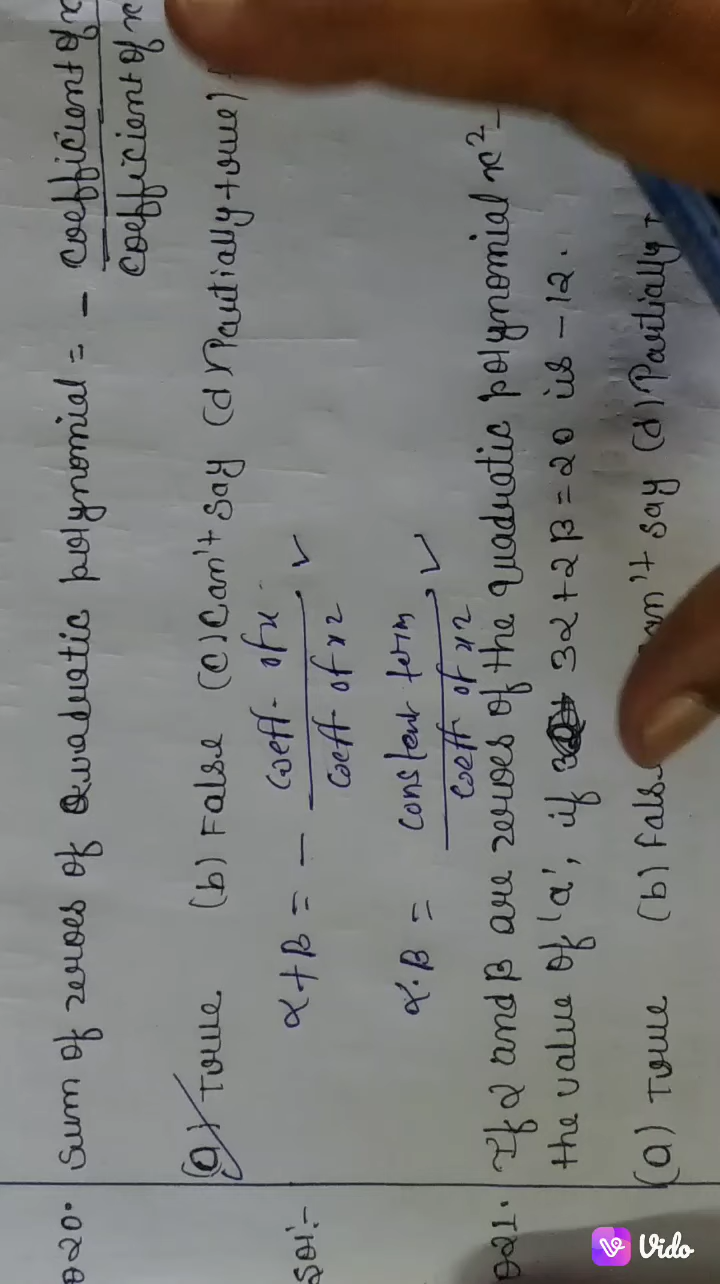 Q20. Sum of zeroes of Quadratic polynomial = - coefficient of x
coefficient of x
(a) True (b) False (c) Can't say (d) Partially true
Sol:- α + β = - coeff. of x
coeff. of x2
α.β = constant term
coeff. of x2
Q21. If α and β are zeroes of the quadratic polynomial x² -
the value of 'a', if 3α+2β=20 is -12.
(a) True (b) False say (d) Partially
Vido